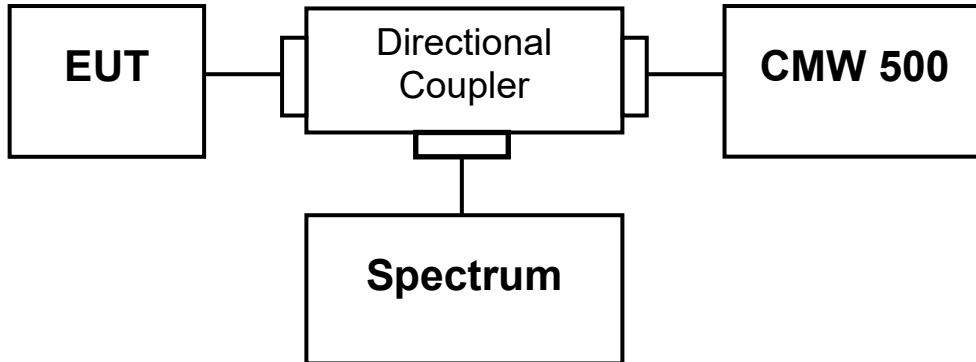 EUT
Directional
Coupler
CMW 500
Spectrum